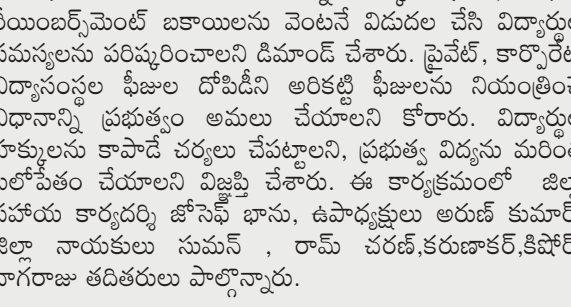 రీయింబర్స్‌మెంట్ బకాయిలను వెంటనే విడుదల చేసి విద్యార్థుల
సమస్యలను పరిష్కరించాలని డిమాండ్ చేశారు. ప్రైవేట్, కార్పొరేట్
విద్యాసంస్థల ఫీజుల దోపిడీని అరికట్టి ఫీజులను నియంత్రించే
విధానాన్ని ప్రభుత్వం అమలు చేయాలని కోరారు. విద్యార్థుల
హక్కులను కాపాడే చర్యలు చేపట్టాలని, ప్రభుత్వ విద్యను మరింత
బలోపేతం చేయాలని విజ్ఞప్తి చేశారు. ఈ కార్యక్రమంలో జిల్లా
సహాయ కార్యదర్శి జోసెఫ్ భాను, ఉపాధ్యక్షులు అరుణ్ కుమార్
జిల్లా నాయకులు సుమన్ , రామ్ చరణ్,కరుణాకర్,కిషోర్
నాగరాజు తదితరులు పాల్గొన్నారు.